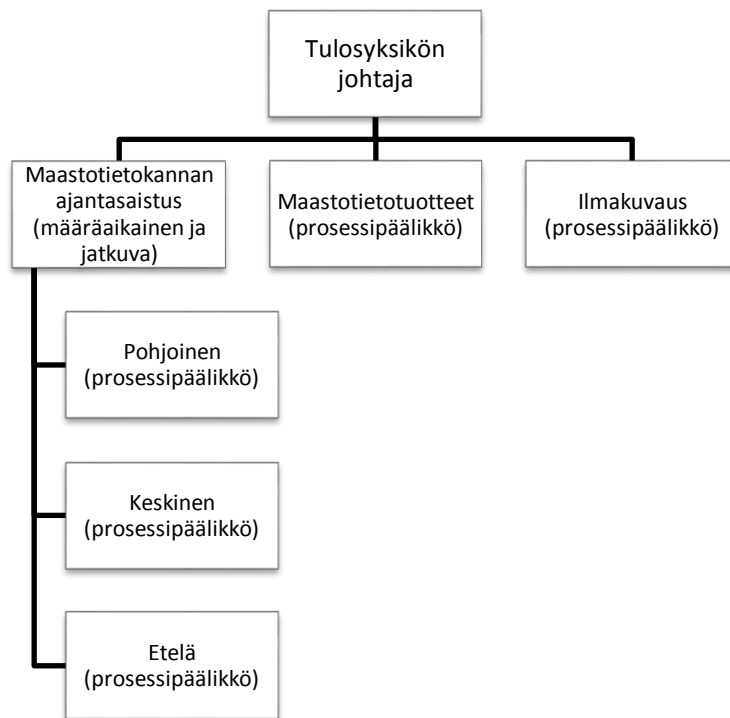 Tulosyksikön
johtaja
Maastotietokannan
ajantasaistus
(määräaikainen ja
jatkuva)
Maastotietotuotteet
(prosessipäälikkö)
Ilmakuvaus
(prosessipäälikkö)
Pohjoinen
(prosessipäälikkö)
Keskinen
(prosessipäälikkö)
Etelä
(prosessipäälikkö)